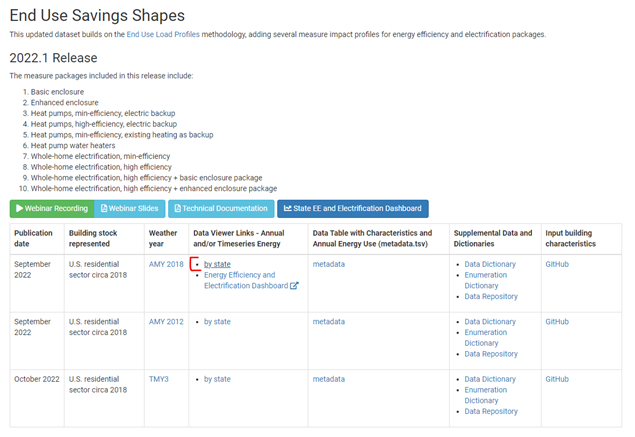 End Use Savings Shapes
This updated dataset builds on the End Use Load Profiles methodology, adding several measure impact profiles for energy efficiency and electrification packages.
2022.1 Release
The measure packages included in this release include:
1. Basic enclosure
2. Enhanced enclosure
3. Heat pumps, min-efficiency, electric backup
4. Heat pumps, high-efficiency, electric backup
5. Heat pumps, min-efficiency, existing heating as backup
6. Heat pump water heaters
7. Whole-home electrification, min-efficiency
8. Whole-home electrification, high efficiency
9. Whole-home electrification, high efficiency + basic enclosure package
10. Whole-home electrification, high efficiency + enhanced enclosure package
Webinar Recording Webinar Slides Technical Documentation State EE and Electrification Dashboard
Publication date
Building stock represented
Weather year
Data Viewer Links - Annual and/or Timeseries Energy
Data Table with Characteristics and Annual Energy Use (metadata.tsv)
Supplemental Data and Dictionaries
Input building characteristics
September 2022
U.S. residential sector circa 2018
AMY 2018
• by state
• Energy Efficiency and Electrification Dashboard
metadata
• Data Dictionary
• Enumeration Dictionary
• Data Repository
GitHub
September 2022
U.S. residential sector circa 2018
AMY 2012
• by state
metadata
• Data Dictionary
• Enumeration Dictionary
• Data Repository
GitHub
October 2022
U.S. residential sector circa 2018
TMY3
• by state
metadata
• Data Dictionary
• Enumeration Dictionary
• Data Repository
GitHub